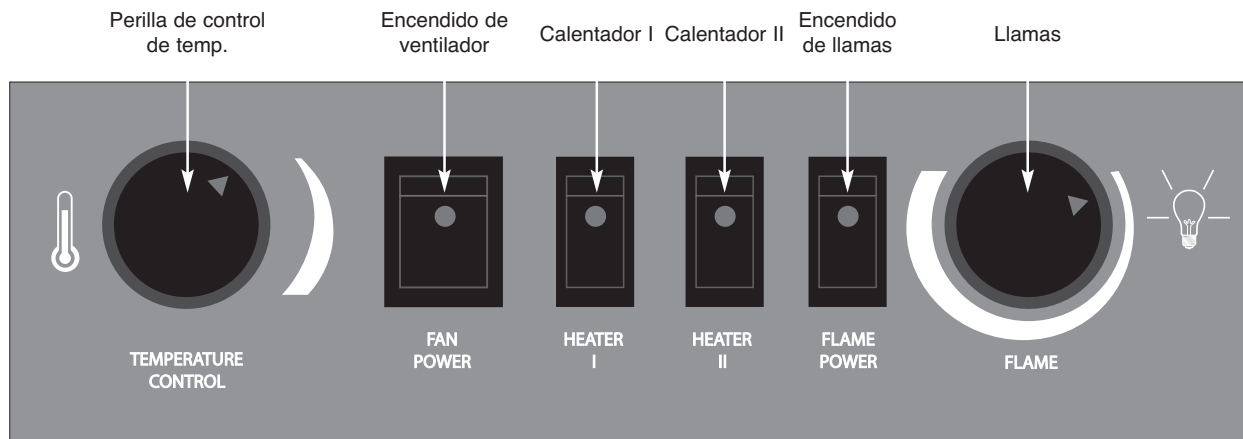 Perilla de control
de temp.
Encendido de
ventilador
Calentador I
Calentador II
Encendido
de llamas
Llamas
TEMPERATURE
CONTROL
FAN
POWER
HEATER
I
HEATER
II
FLAME
POWER
FLAME